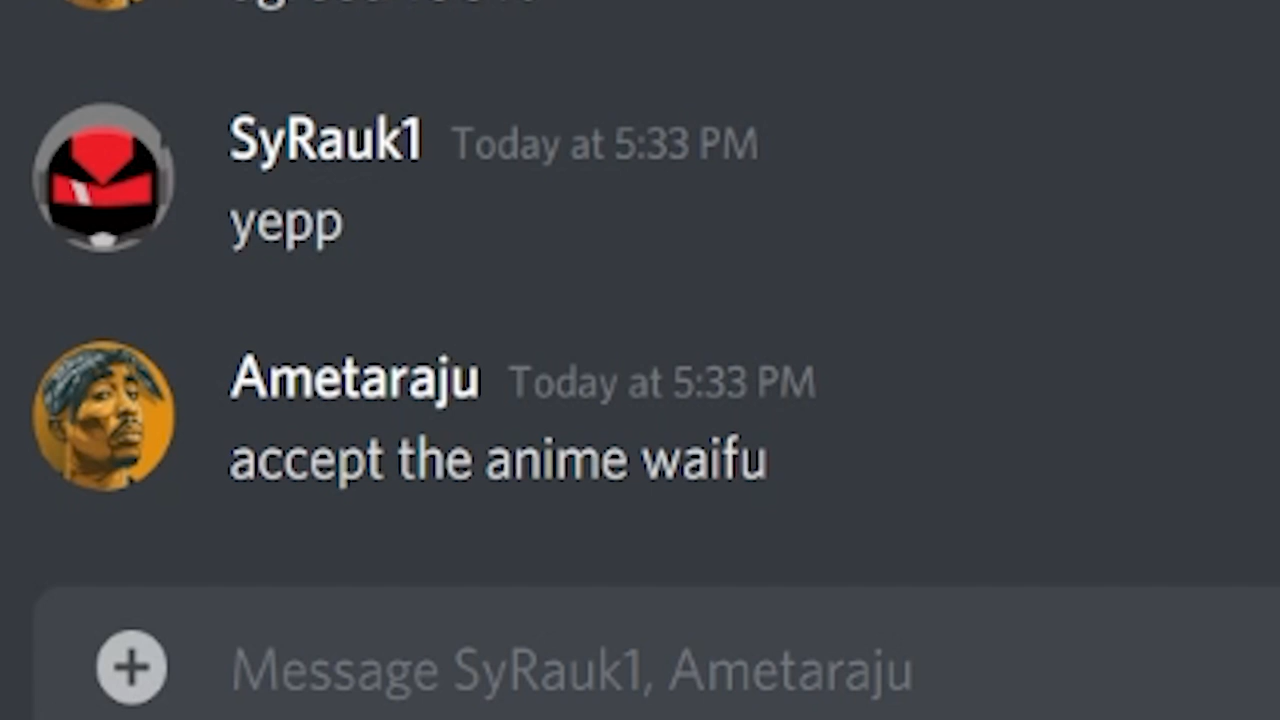 SyRauk1 Today at 5:33 PM
yepp
Ametaraju Today at 5:33 PM
accept the anime waifu
Message SyRauk1, Ametaraju